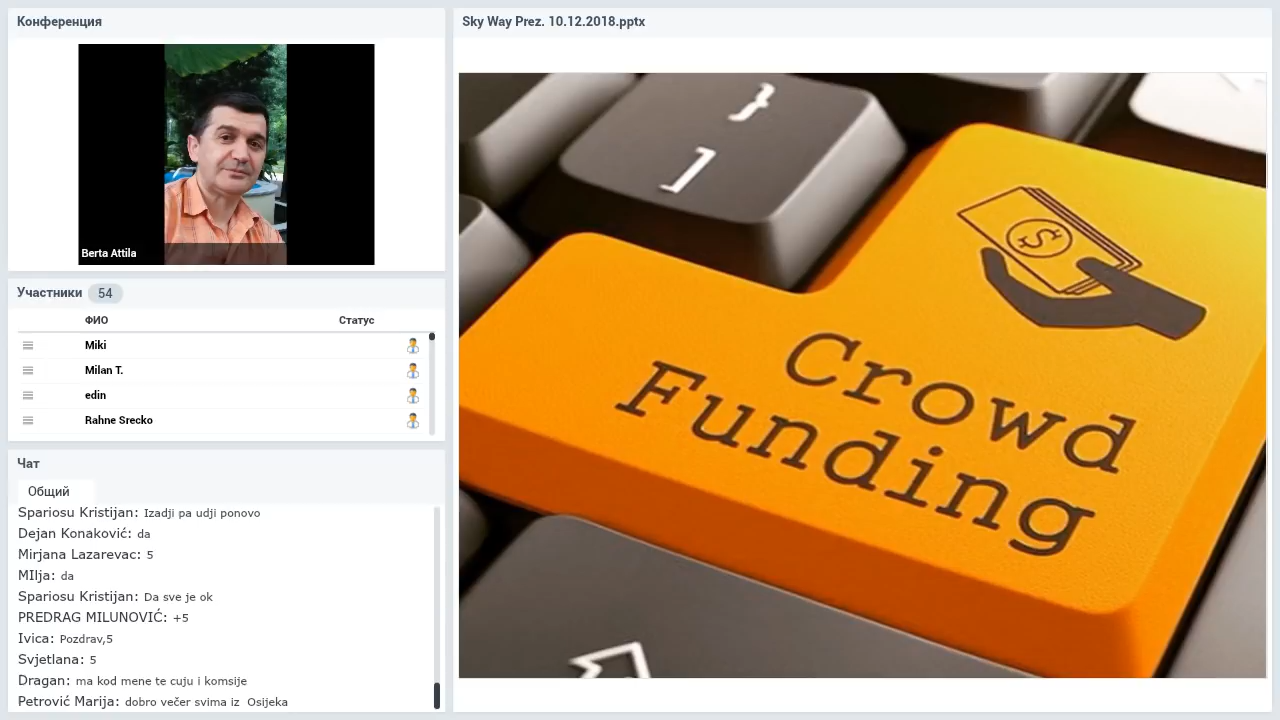 Конференция
Berta Attila
Участники 54
ФИО Статус
Miki
Milan T.
edin
Rahne Srecko
Чат
Общий
Spariosu Kristijan: Izadji pa udji ponovo
Dejan Konaković: da
Mirjana Lazarevac: 5
MIlja: da
Spariosu Kristijan: Da sve je ok
PREDRAG MILUNOVIĆ: +5
Ivica: Pozdrav,5
Svjetlana: 5
Dragan: ma kod mene te cuju i komsije
Petrović Marija: dobro večer svima iz Osijeka
Sky Way Prez. 10.12.2018.pptx
}
]
$
Crowd
Funding